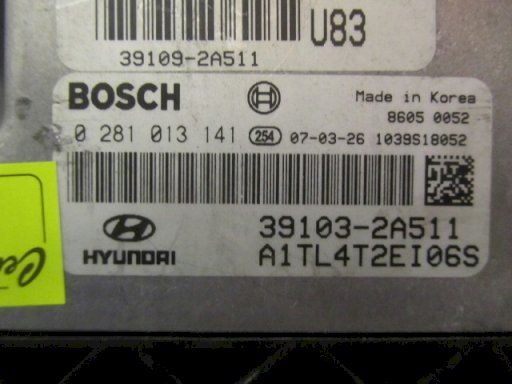 U83
39109-2A511
BOSCH
Made in Korea
8605 0052
0 281 013 141 254 07-03-26 1039S18052
39103-2A511
HYUNDAI A1TL4T2EI06S